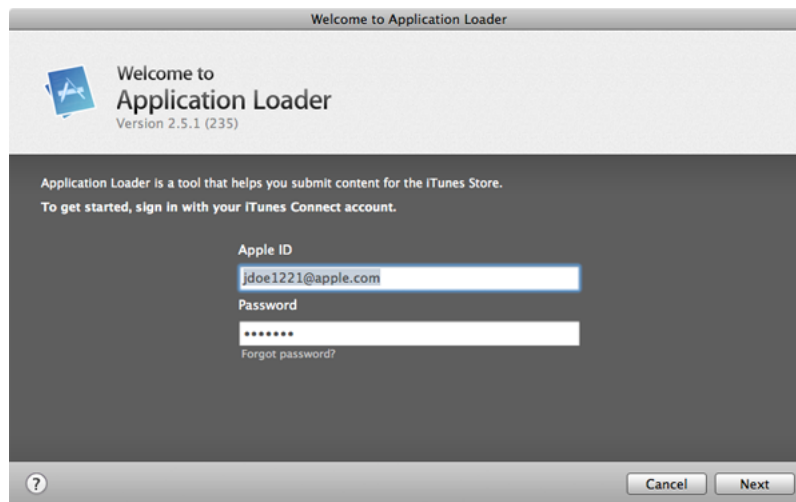 Welcome to Application Loader
Welcome to
Application Loader
Version 2.5.1 (235)
Application Loader is a tool that helps you submit content for the iTunes Store.
To get started, sign in with your iTunes Connect account.
Apple ID
jdoe1221@apple.com
Password
•••••••
Forgot password?
?
Cancel
Next